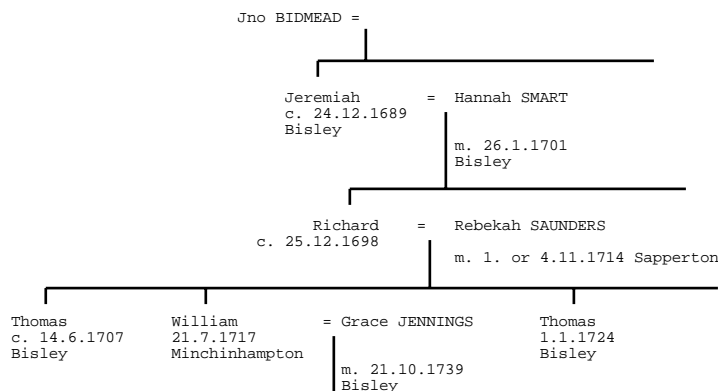 Jno BIDMEAD =
Jeremiah = Hannah SMART
c. 24.12.1689
Bisley
m. 26.1.1701
Bisley
Richard = Rebekah SAUNDERS
c. 25.12.1698
m. 1. or 4.11.1714 Sapperton
Thomas William = Grace JENNINGS Thomas
c. 14.6.1707 21.7.1717 1.1.1724
Bisley Minchinhampton Bisley
m. 21.10.1739
Bisley